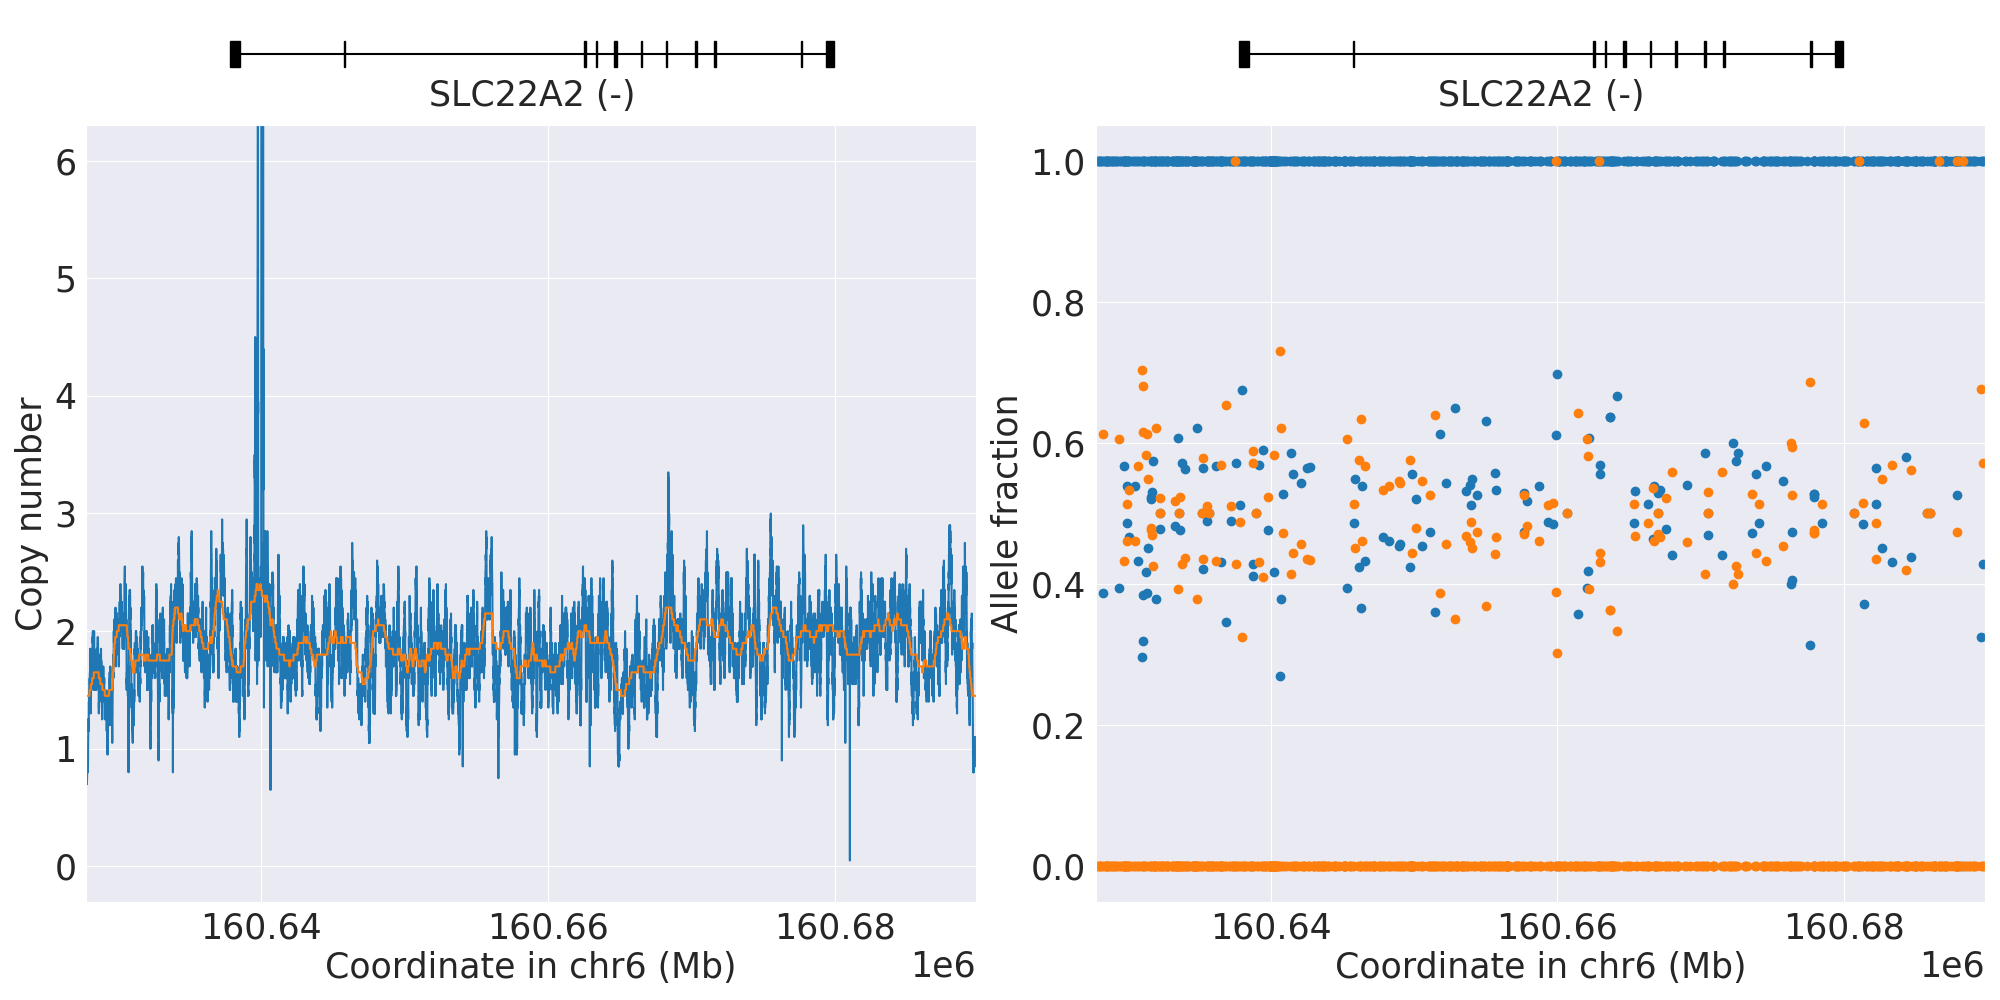 SLC22A2 (-)
Copy number
6
5
4
3
2
1
0
160.64
160.66
160.68
Coordinate in chr6 (Mb)
1e6
SLC22A2 (-)
Allele fraction
1.0
0.8
0.6
0.4
0.2
0.0
160.64
160.66
160.68
Coordinate in chr6 (Mb)
1e6